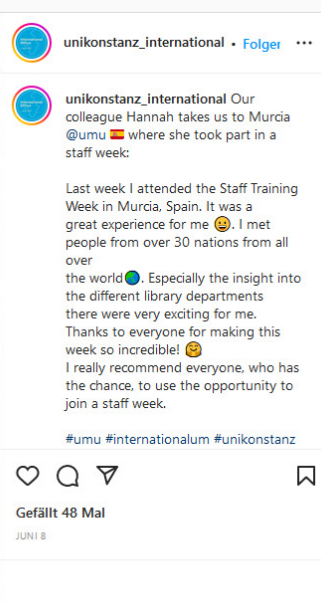 unikonstanz_international • Folgen
unikonstanz_international Our
colleague Hannah takes us to Murcia
@umu 🇪🇸 where she took part in a
staff week:
Last week I attended the Staff Training
Week in Murcia, Spain. It was a
great experience for me 😀. I met
people from over 30 nations from all
over
the world🌍. Especially the insight into
the different library departments
there were very exciting for me.
Thanks to everyone for making this
week so incredible! 🤗
I really recommend everyone, who has
the chance, to use the opportunity to
join a staff week.
#umu #internationalum #unikonstanz
Gefällt 48 Mal
JUNI 8